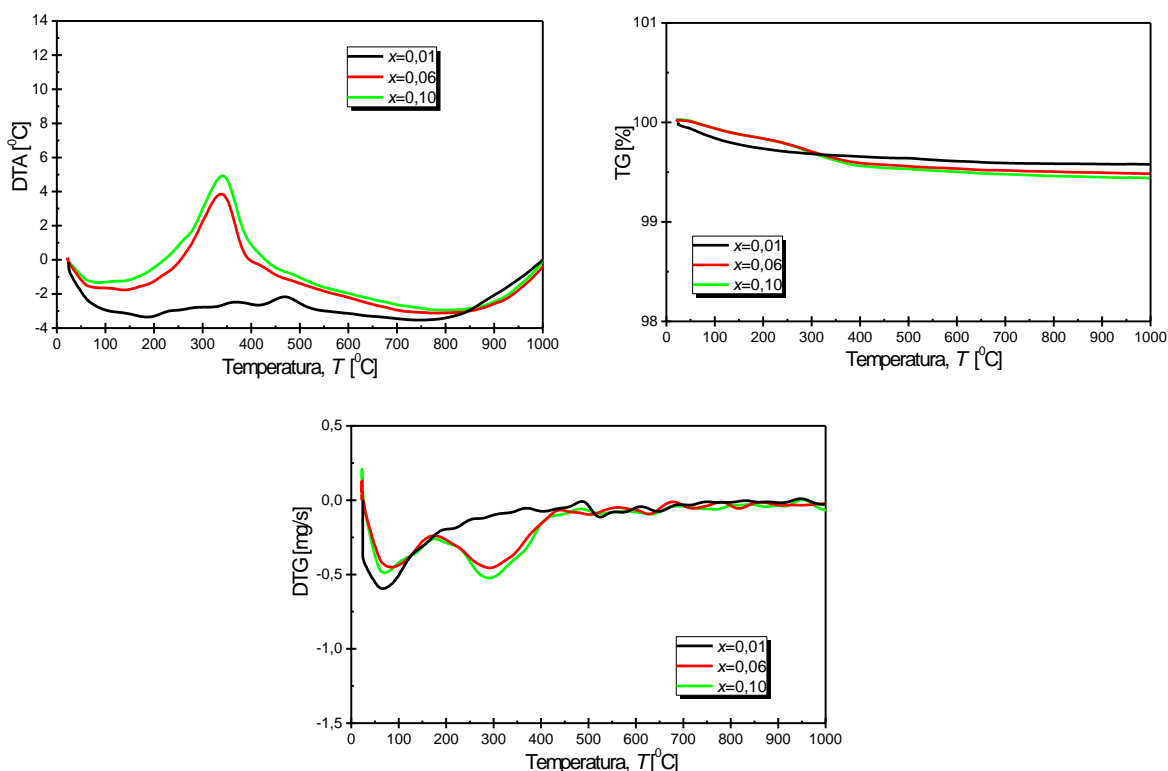 14
12
10
8
6
4
2
0
-2
-4
DTA [⁰C]
x=0,01
x=0,06
x=0,10
0 100 200 300 400 500 600 700 800 900 1000
Temperatura, T [⁰C]
101
100
99
98
TG [%]
x=0,01
x=0,06
x=0,10
0 100 200 300 400 500 600 700 800 900 1000
Temperatura, T [⁰C]
0,5
0,0
-0,5
-1,0
-1,5
DTG [mg/s]
x=0,01
x=0,06
x=0,10
0 100 200 300 400 500 600 700 800 900 1000
Temperatura, T [⁰C]